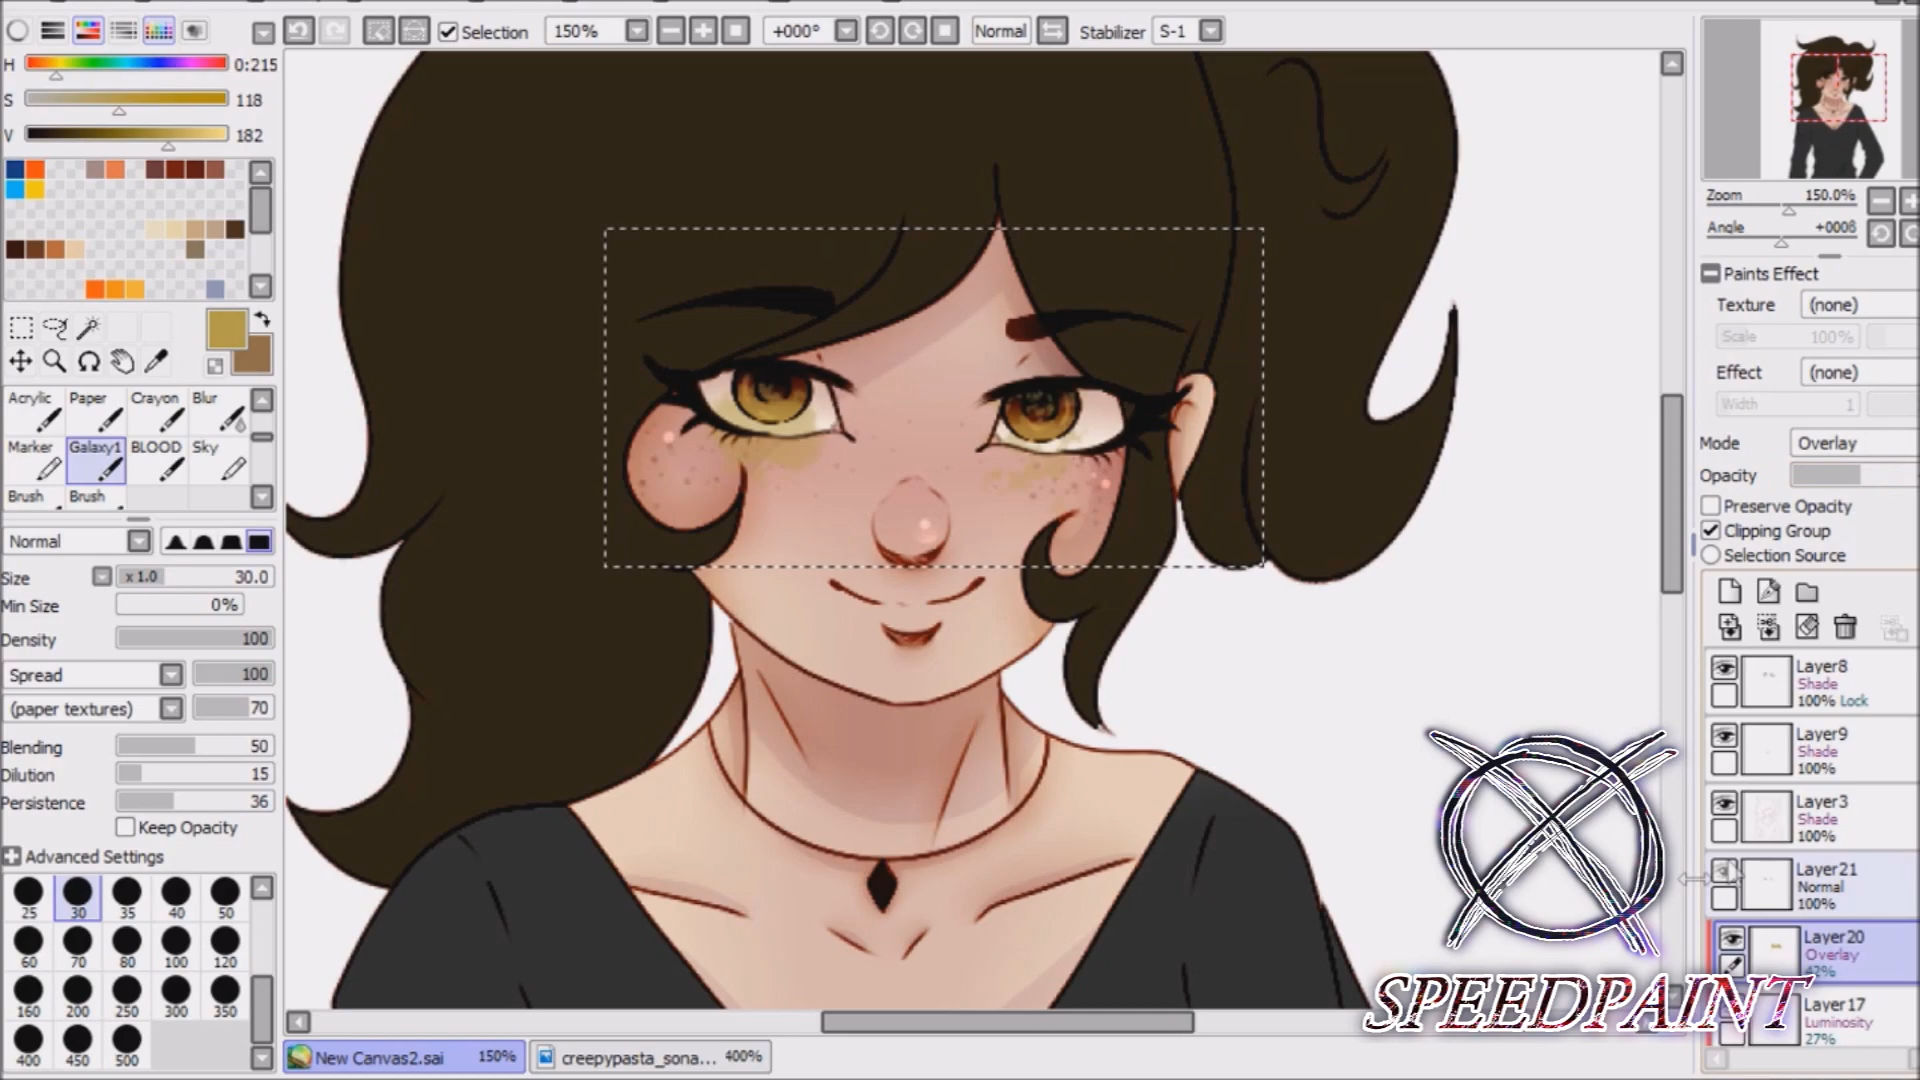 Selection
150%
+000°
Normal
Stabilizer
S-1
H
0:215
S
118
V
182
Acrylic
Paper
Crayon
Blur
Marker
Galaxy1
BLOOD
Sky
Brush
Brush
Normal
Size
x 1.0
30.0
Min Size
0%
Density
100
Spread
100
(paper textures)
70
Blending
50
Dilution
15
Persistence
36
Keep Opacity
Advanced Settings
25 30 35 40 50
60 70 80 100 120
160 200 250 300 350
400 450 500
New Canvas2.sai
150%
creepypasta_sona...
400%
Zoom
150.0%
Angle
+000ß
Paints Effect
Texture
(none)
Scale
100%
Effect
(none)
Width
1
Mode
Overlay
Opacity
Preserve Opacity
Clipping Group
Selection Source
Layer8
Shade
100% Lock
Layer9
Shade
100%
Layer3
Shade
100%
Layer21
Normal
100%
Layer20
Overlay
42%
Layer17
Luminosity
27%
SPEEDPAINT